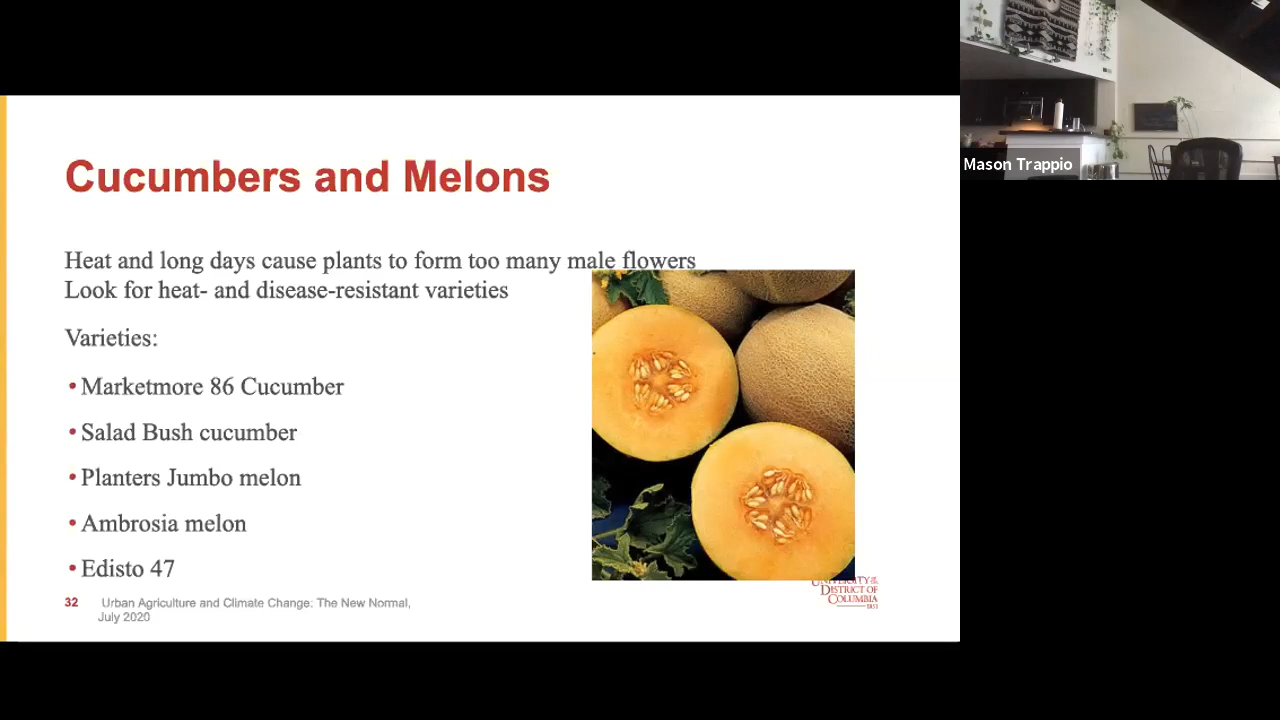 Cucumbers and Melons
Heat and long days cause plants to form too many male flowers
Look for heat- and disease-resistant varieties
Varieties:
•Marketmore 86 Cucumber
•Salad Bush cucumber
•Planters Jumbo melon
•Ambrosia melon
•Edisto 47
32 Urban Agriculture and Climate Change: The New Normal,
July 2020
UNIVERSITY OF THE
DISTRICT OF
COLUMBIA
1851
Mason Trappio